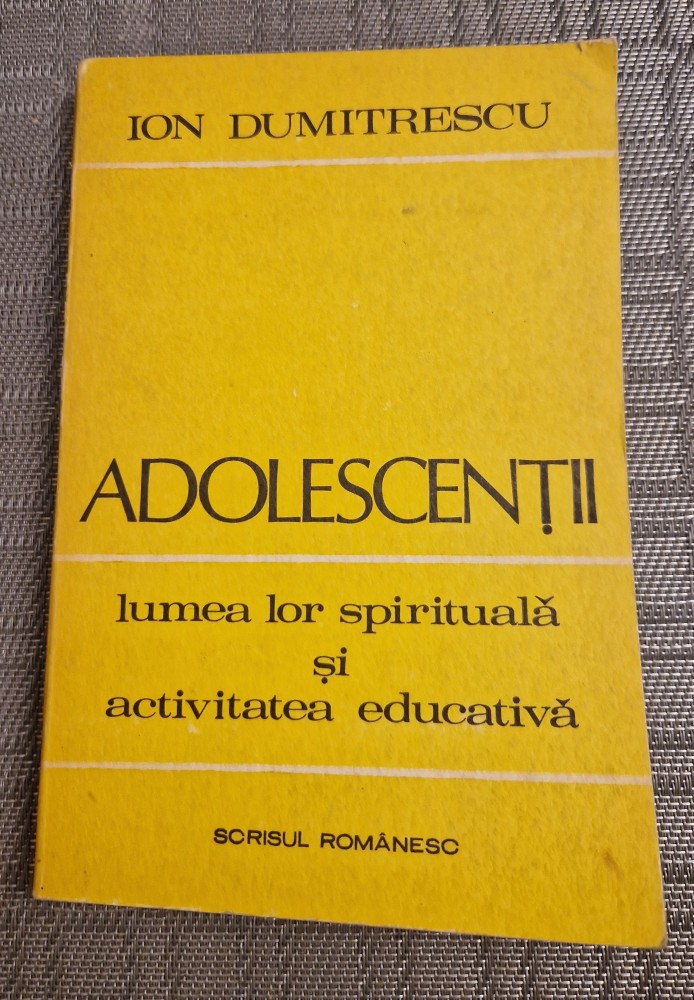 ION DUMITRESCU
ADOLESCENȚII
lumea lor spirituală
și
activitatea educativă
SCRISUL ROMÂNESC